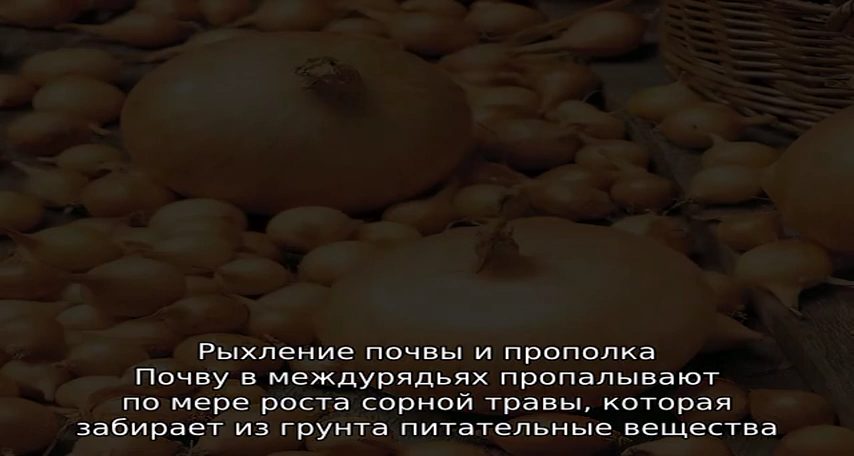 Рыхление почвы и прополка
Почву в междурядьях пропалывают
по мере роста сорной травы, которая
забирает из грунта питательные вещества